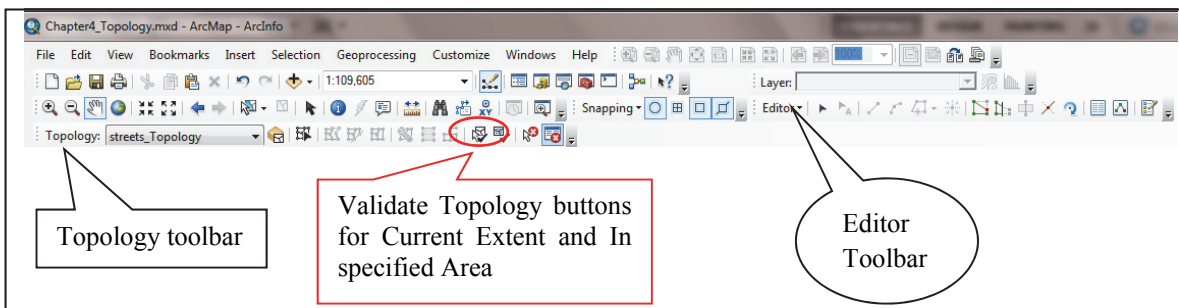 Chapter4_Topology.mxd - ArcMap - ArcInfo
File Edit View Bookmarks Insert Selection Geoprocessing Customize Windows Help 100%
1:109,605 Layer:
Snapping Editor
Topology: streets_Topology
Topology toolbar
Validate Topology buttons
for Current Extent and In
specified Area
Editor
Toolbar